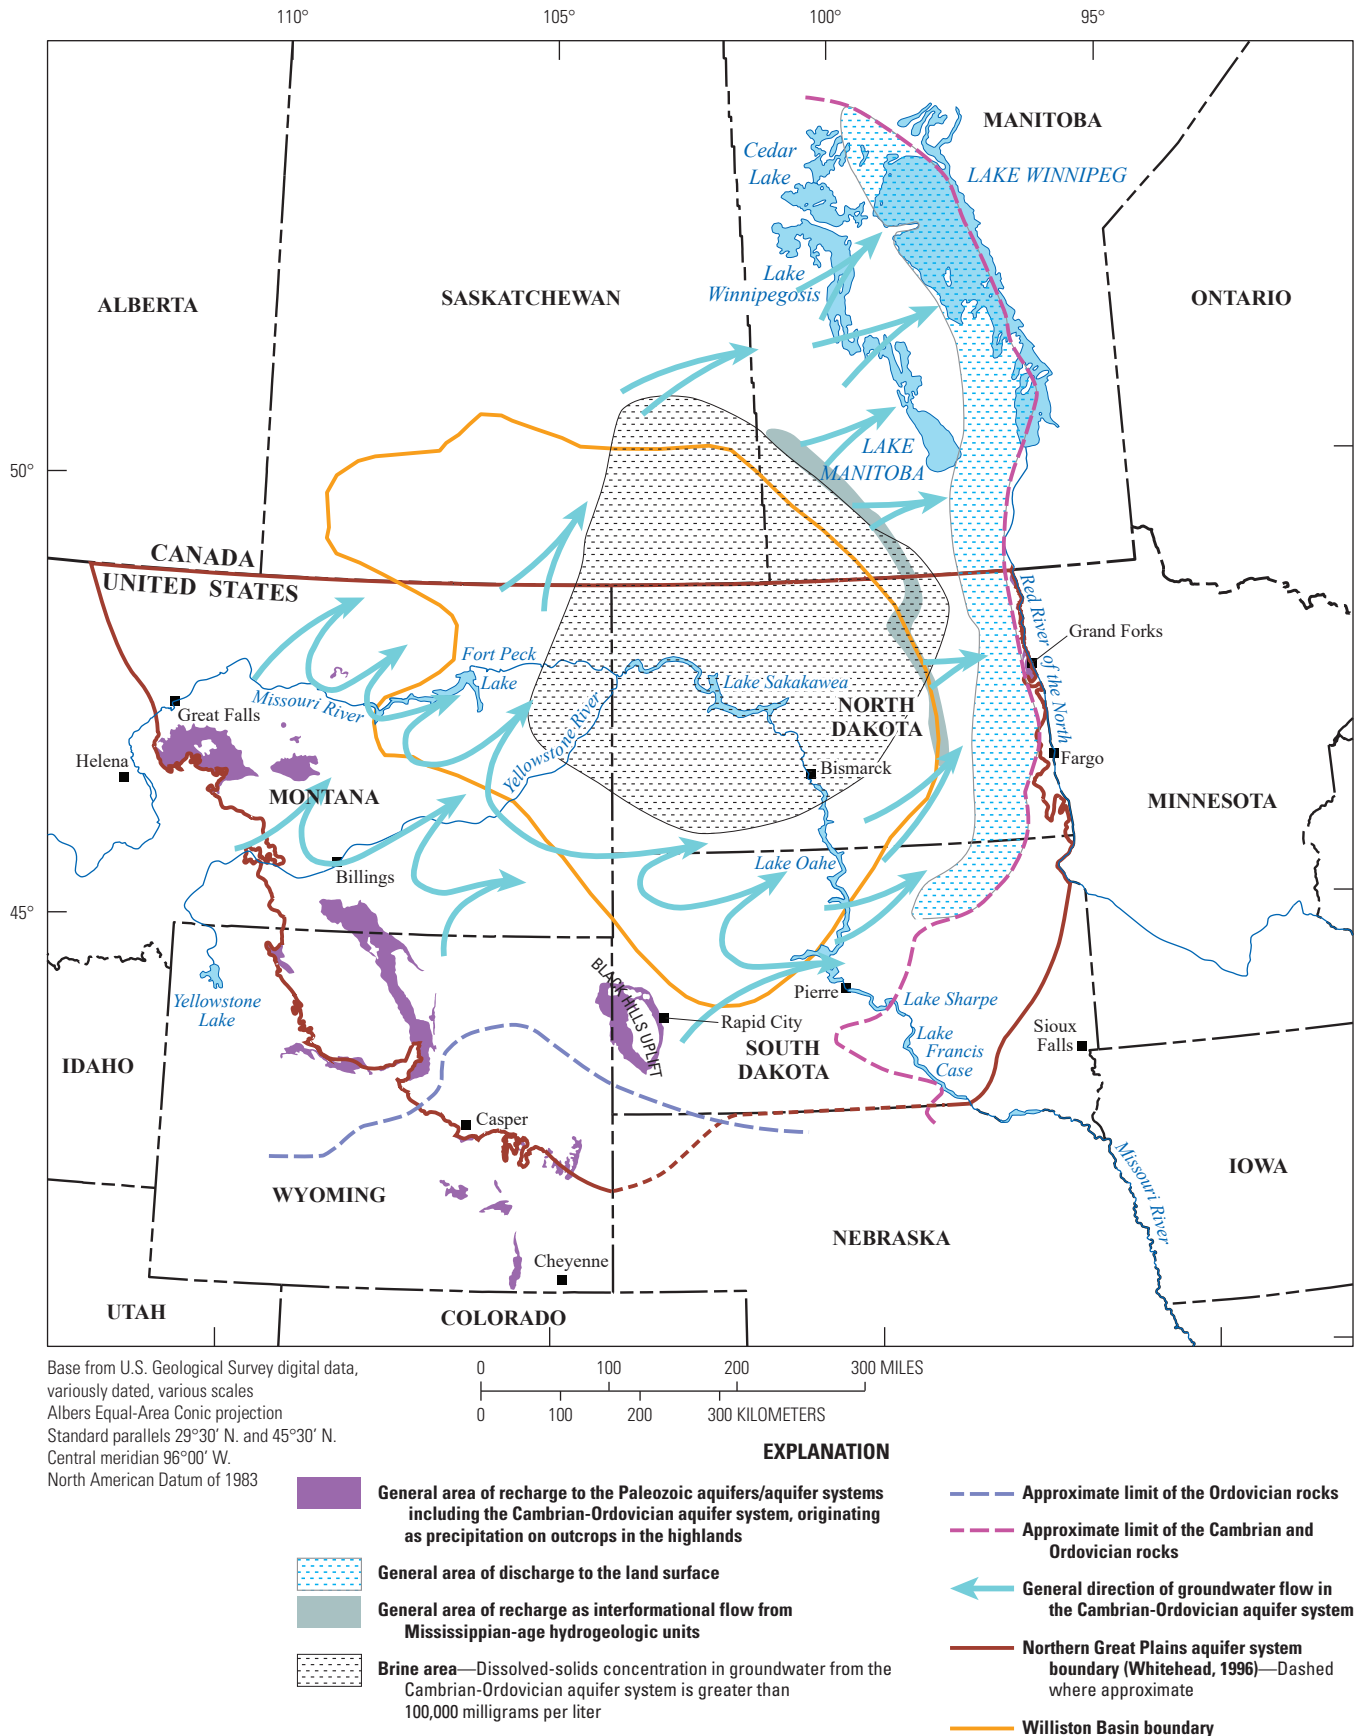 110°
105°
100°
95°
MANITOBA
Cedar
Lake
LAKE WINNIPEG
Lake
Winnipegosis
ALBERTA
SASKATCHEWAN
ONTARIO
LAKE
MANITOBA
50°
CANADA
UNITED STATES
Red River of the North
Grand Forks
Fort Peck
Lake
Missouri River
Lake Sakakawea
Great Falls
NORTH
DAKOTA
Yellowstone River
Helena
Fargo
Bismarck
MONTANA
MINNESOTA
Lake Oahe
Billings
45°
BLACK HILLS UPLIFT
Yellowstone
Lake
Pierre
Lake Sharpe
Rapid City
Lake
Francis
Case
Sioux
Falls
SOUTH
DAKOTA
IDAHO
Casper
Missouri River
IOWA
WYOMING
NEBRASKA
Cheyenne
UTAH
COLORADO
Base from U.S. Geological Survey digital data,
variously dated, various scales
Albers Equal-Area Conic projection
Standard parallels 29°30′ N. and 45°30′ N.
Central meridian 96°00′ W.
North American Datum of 1983
0 100 200 300 MILES
0 100 200 300 KILOMETERS
EXPLANATION
General area of recharge to the Paleozoic aquifers/aquifer systems
including the Cambrian-Ordovician aquifer system, originating
as precipitation on outcrops in the highlands
General area of discharge to the land surface
General area of recharge as interformational flow from
Mississippian-age hydrogeologic units
Brine area—Dissolved-solids concentration in groundwater from the
Cambrian-Ordovician aquifer system is greater than
100,000 milligrams per liter
Approximate limit of the Ordovician rocks
Approximate limit of the Cambrian and
Ordovician rocks
General direction of groundwater flow in
the Cambrian-Ordovician aquifer system
Northern Great Plains aquifer system
boundary (Whitehead, 1996)—Dashed
where approximate
Williston Basin boundary